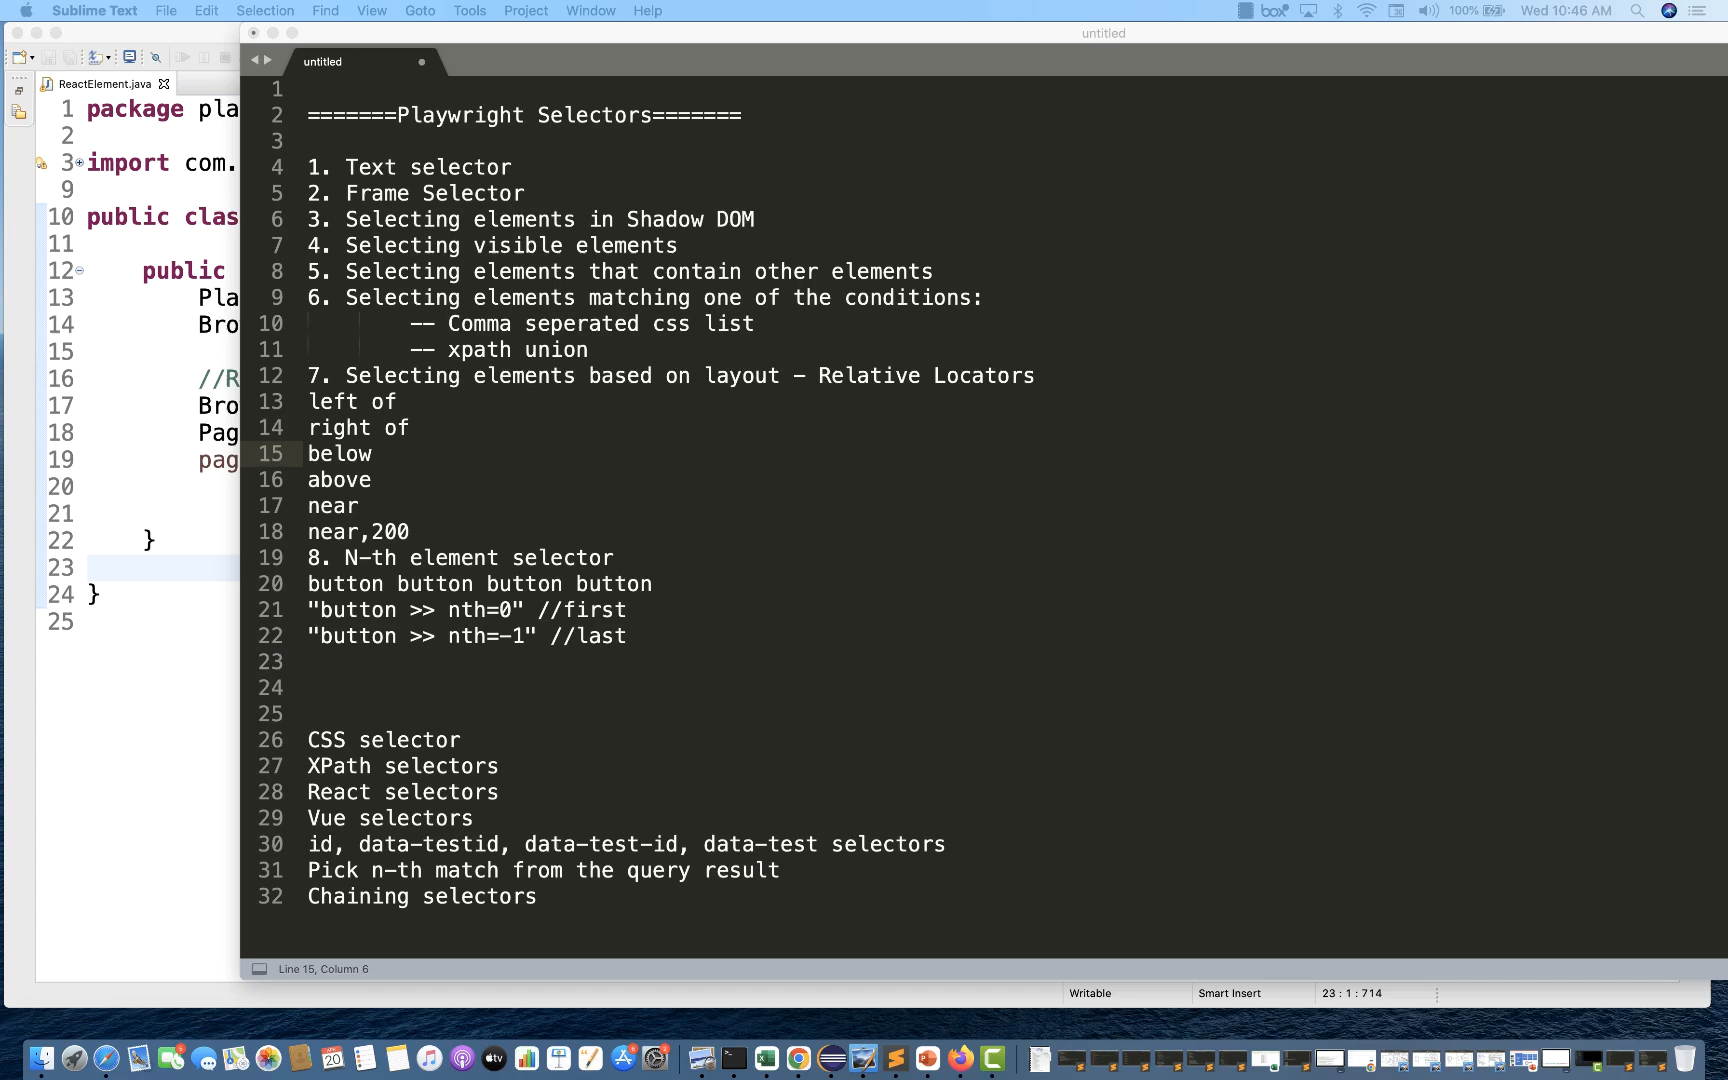 Sublime Text File Edit Selection Find View Goto Tools Project Window Help
box 100% Wed 10:46 AM
untitled
untitled
ReactElement.java
1 package pla
2
3 import com.
9
10 public clas
11
12 public
13 Pla
14 Bro
15
16 //R
17 Bro
18 Pag
19 pag
20
21
22 }
23
24 }
25
1
2 =======Playwright Selectors=======
3
4 1. Text selector
5 2. Frame Selector
6 3. Selecting elements in Shadow DOM
7 4. Selecting visible elements
8 5. Selecting elements that contain other elements
9 6. Selecting elements matching one of the conditions:
10 -- Comma seperated css list
11 -- xpath union
12 7. Selecting elements based on layout - Relative Locators
13 left of
14 right of
15 below
16 above
17 near
18 near,200
19 8. N-th element selector
20 button button button button
21 "button >> nth=0" //first
22 "button >> nth=-1" //last
23
24
25
26 CSS selector
27 XPath selectors
28 React selectors
29 Vue selectors
30 id, data-testid, data-test-id, data-test selectors
31 Pick n-th match from the query result
32 Chaining selectors
Line 15, Column 6
Writable Smart Insert 23 : 1 : 714
20
tv